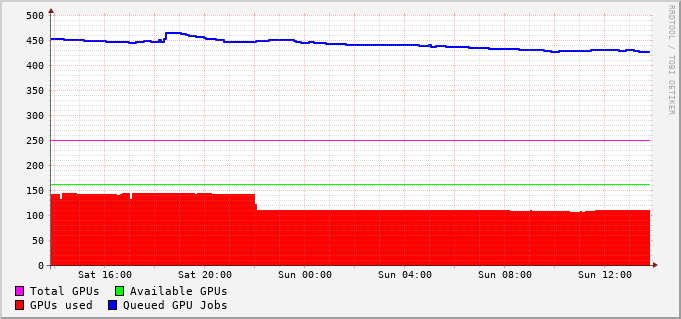 500
450
400
350
300
250
200
150
100
50
0
Sat 16:00 Sat 20:00 Sun 00:00 Sun 04:00 Sun 08:00 Sun 12:00
Total GPUs Available GPUs
GPUs used Queued GPU Jobs
RRDTOOL / TOBI OETIKER